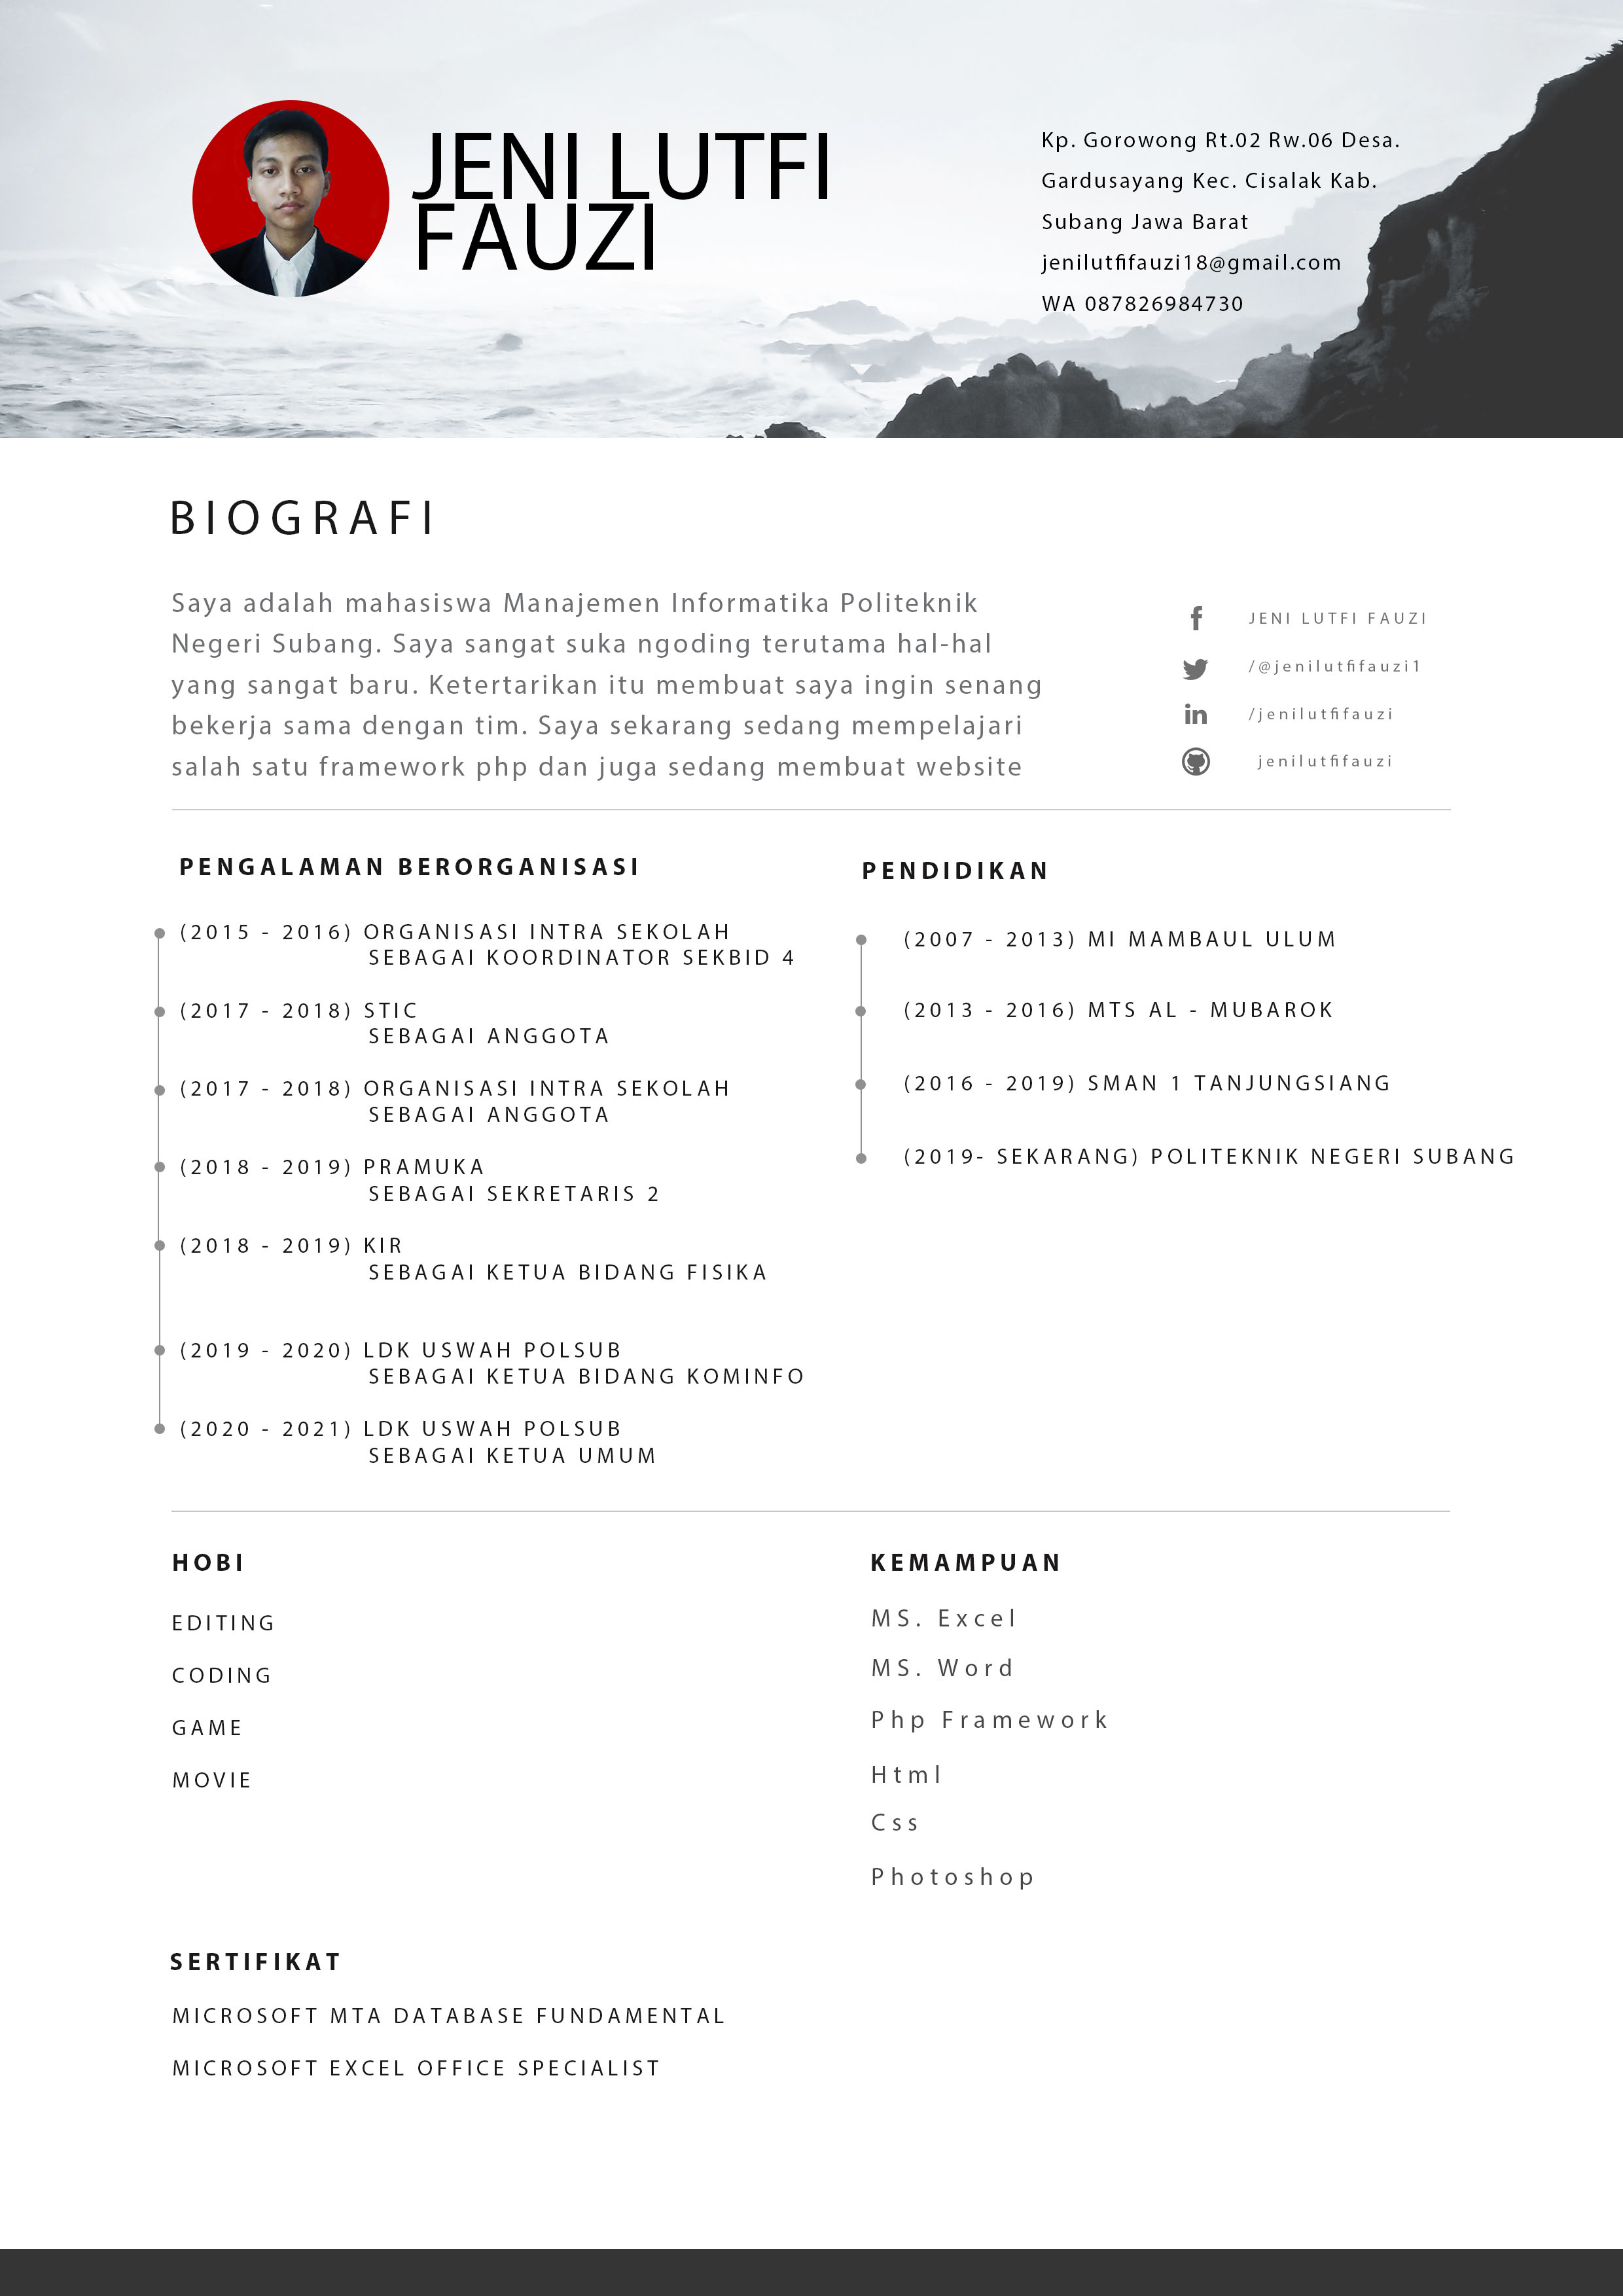 JENI LUTFI
FAUZI
Kp. Gorowong Rt.02 Rw.06 Desa.
Gardusayang Kec. Cisalak Kab.
Subang Jawa Barat
jenilutfifauzi18@gmail.com
WA 087826984730
BIOGRAFI
Saya adalah mahasiswa Manajemen Informatika Politeknik
Negeri Subang. Saya sangat suka ngoding terutama hal-hal
yang sangat baru. Ketertarikan itu membuat saya ingin senang
bekerja sama dengan tim. Saya sekarang sedang mempelajari
salah satu framework php dan juga sedang membuat website
JENI LUTFI FAUZI
/@jenilutfifauzi1
/jenilutfifauzi
jenilutfifauzi
PENGALAMAN BERORGANISASI
(2015 - 2016) ORGANISASI INTRA SEKOLAH
SEBAGAI KOORDINATOR SEKBID 4
(2017 - 2018) STIC
SEBAGAI ANGGOTA
(2017 - 2018) ORGANISASI INTRA SEKOLAH
SEBAGAI ANGGOTA
(2018 - 2019) PRAMUKA
SEBAGAI SEKRETARIS 2
(2018 - 2019) KIR
SEBAGAI KETUA BIDANG FISIKA
(2019 - 2020) LDK USWAH POLSUB
SEBAGAI KETUA BIDANG KOMINFO
(2020 - 2021) LDK USWAH POLSUB
SEBAGAI KETUA UMUM
PENDIDIKAN
(2007 - 2013) MI MAMBAUL ULUM
(2013 - 2016) MTS AL - MUBAROK
(2016 - 2019) SMAN 1 TANJUNGSIANG
(2019- SEKARANG) POLITEKNIK NEGERI SUBANG
HOBI
EDITING
CODING
GAME
MOVIE
KEMAMPUAN
MS. Excel
MS. Word
Php Framework
Html
Css
Photoshop
SERTIFIKAT
MICROSOFT MTA DATABASE FUNDAMENTAL
MICROSOFT EXCEL OFFICE SPECIALIST